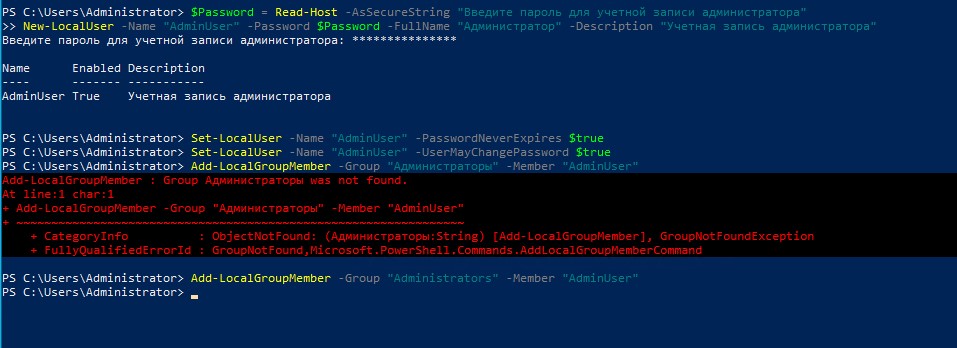 PS C:\Users\Administrator> $Password = Read-Host -AsSecureString "Введите пароль для учетной записи администратора"
>> New-LocalUser -Name "AdminUser" -Password $Password -FullName "Администратор" -Description "Учетная запись администратора"
Введите пароль для учетной записи администратора: ***************
Name      Enabled Description
----      ------- -----------
AdminUser True    Учетная запись администратора
PS C:\Users\Administrator> Set-LocalUser -Name "AdminUser" -PasswordNeverExpires $true
PS C:\Users\Administrator> Set-LocalUser -Name "AdminUser" -UserMayChangePassword $true
PS C:\Users\Administrator> Add-LocalGroupMember -Group "Администраторы" -Member "AdminUser"
Add-LocalGroupMember : Group Администраторы was not found.
At line:1 char:1
+ Add-LocalGroupMember -Group "Администраторы" -Member "AdminUser"
+ ~~~~~~~~~~~~~~~~~~~~~~~~~~~~~~~~~~~~~~~~~~~~~~~~~~~~~~~~~~~~~~~~
    + CategoryInfo          : ObjectNotFound: (Администраторы:String) [Add-LocalGroupMember], GroupNotFoundException
    + FullyQualifiedErrorId : GroupNotFound,Microsoft.PowerShell.Commands.AddLocalGroupMemberCommand
PS C:\Users\Administrator> Add-LocalGroupMember -Group "Administrators" -Member "AdminUser"
PS C:\Users\Administrator>